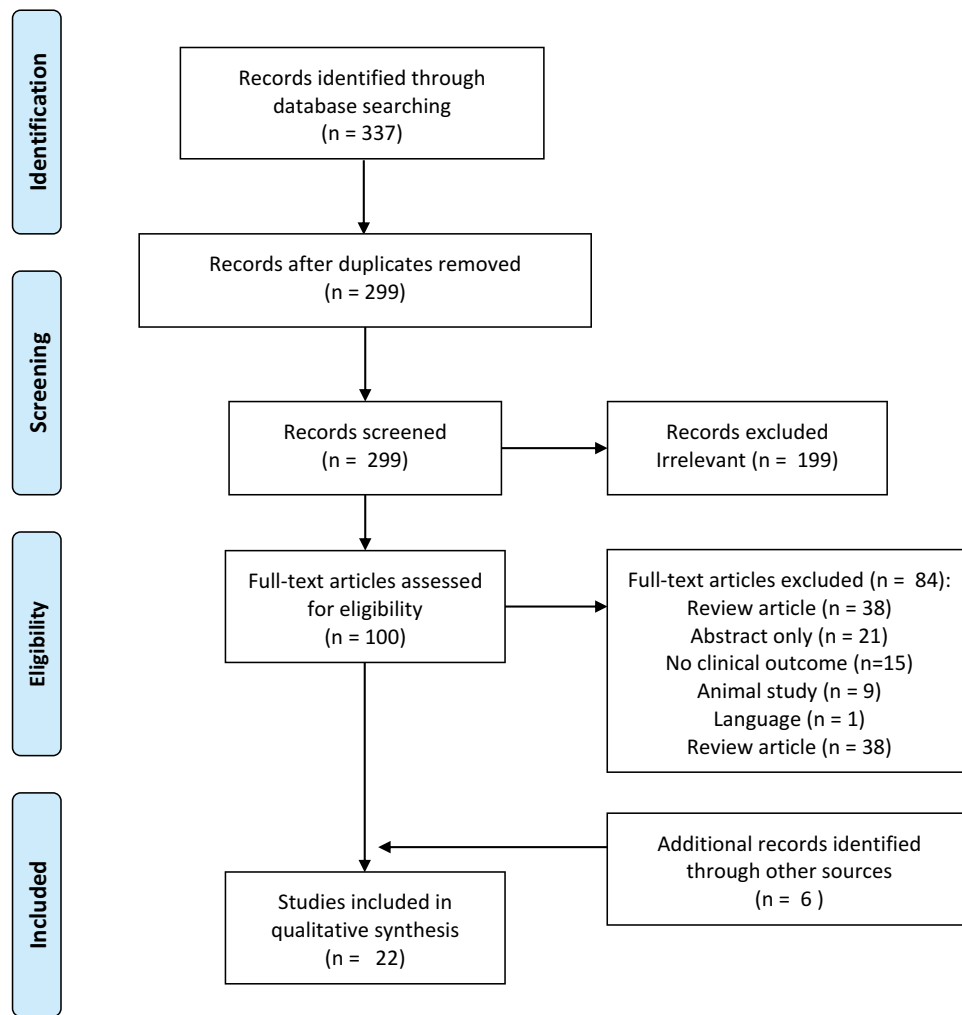 Identification
Records identified through
database searching
(n = 337)
Records after duplicates removed
(n = 299)
Screening
Records screened
(n = 299)
Records excluded
Irrelevant (n = 199)
Eligibility
Full-text articles assessed
for eligibility
(n = 100)
Full-text articles excluded (n = 84):
Review article (n = 38)
Abstract only (n = 21)
No clinical outcome (n=15)
Animal study (n = 9)
Language (n = 1)
Review article (n = 38)
Included
Additional records identified
through other sources
(n = 6 )
Studies included in
qualitative synthesis
(n = 22)